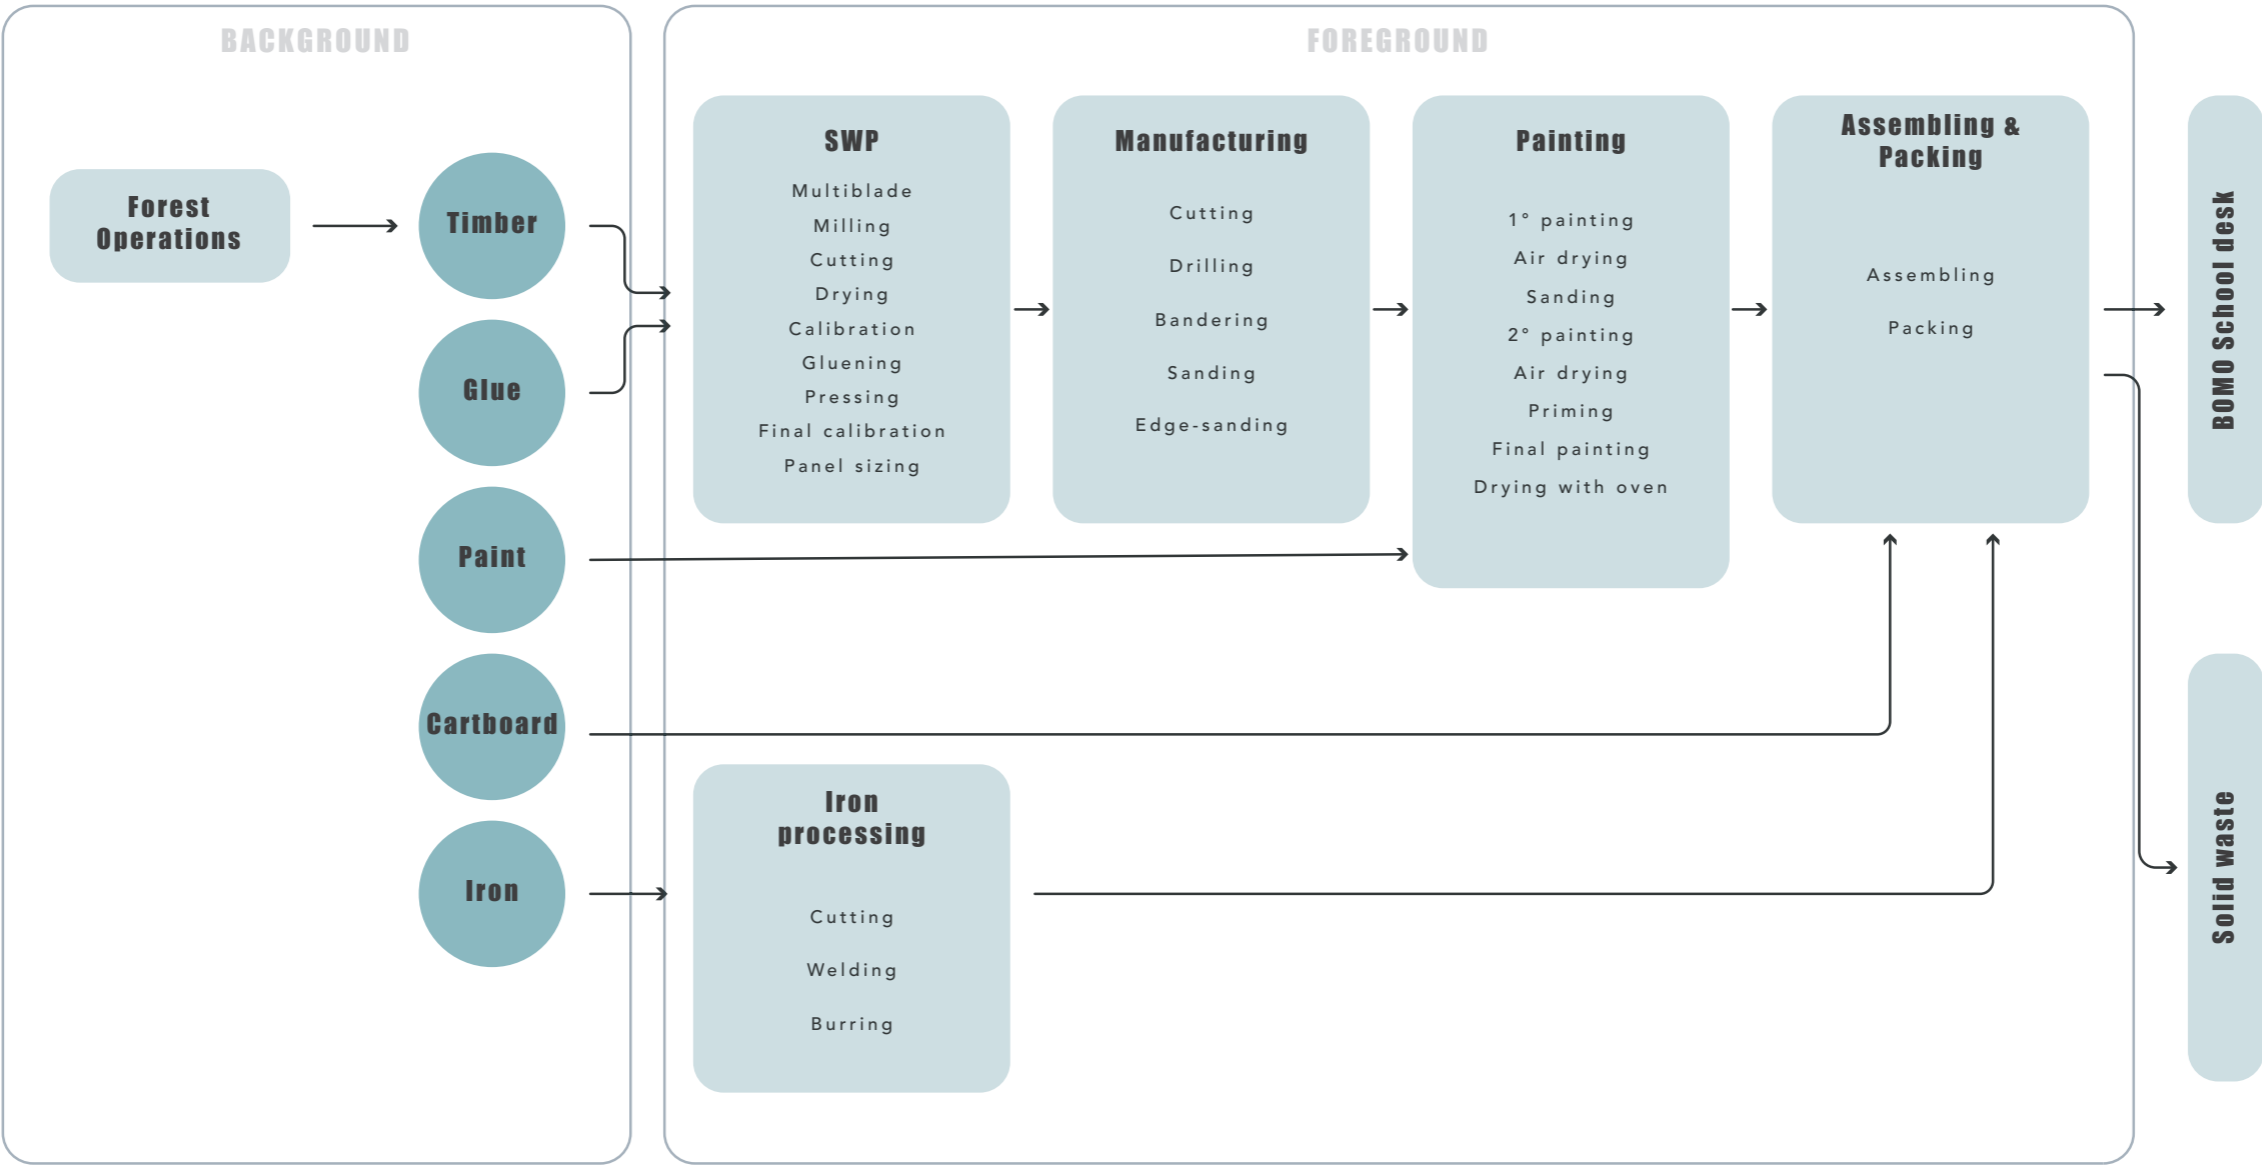 BACKGROUND
Forest
Operations
Timber
Glue
Paint
Cartboard
Iron
FOREGROUND
SWP
Multiblade
Milling
Cutting
Drying
Calibration
Gluening
Pressing
Final calibration
Panel sizing
Manufacturing
Cutting
Drilling
Bandering
Sanding
Edge-sanding
Painting
1° painting
Air drying
Sanding
2° painting
Air drying
Priming
Final painting
Drying with oven
Assembling &
Packing
Assembling
Packing
Iron
processing
Cutting
Welding
Burring
BOMO School desk
Solid waste